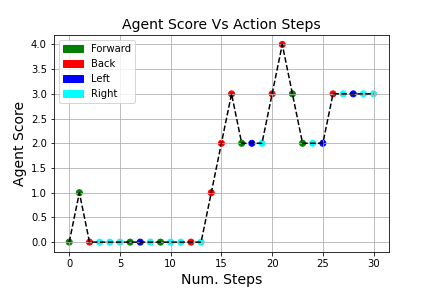 Agent Score Vs Action Steps
Forward
Back
Left
Right
4.0
3.5
3.0
2.5
2.0
1.5
1.0
0.5
0.0
Agent Score
0 5 10 15 20 25 30
Num. Steps